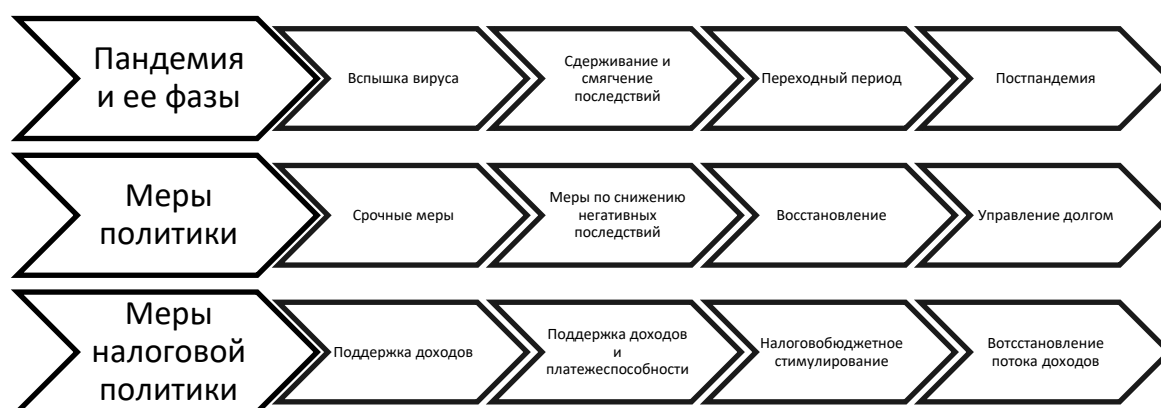 Пандемия
и ее фазы
Вспышка вируса
Сдерживание и
смягчение
последствий
Переходный период
Постпандемия
Меры
политики
Срочные меры
Меры по снижению
негативных
последствий
Восстановление
Управление долгом
Меры
налоговой
политики
Поддержка доходов
Поддержка доходов
и
платежеспособности
Налоговобюджетное
стимулирование
Вотсстановление
потока доходов